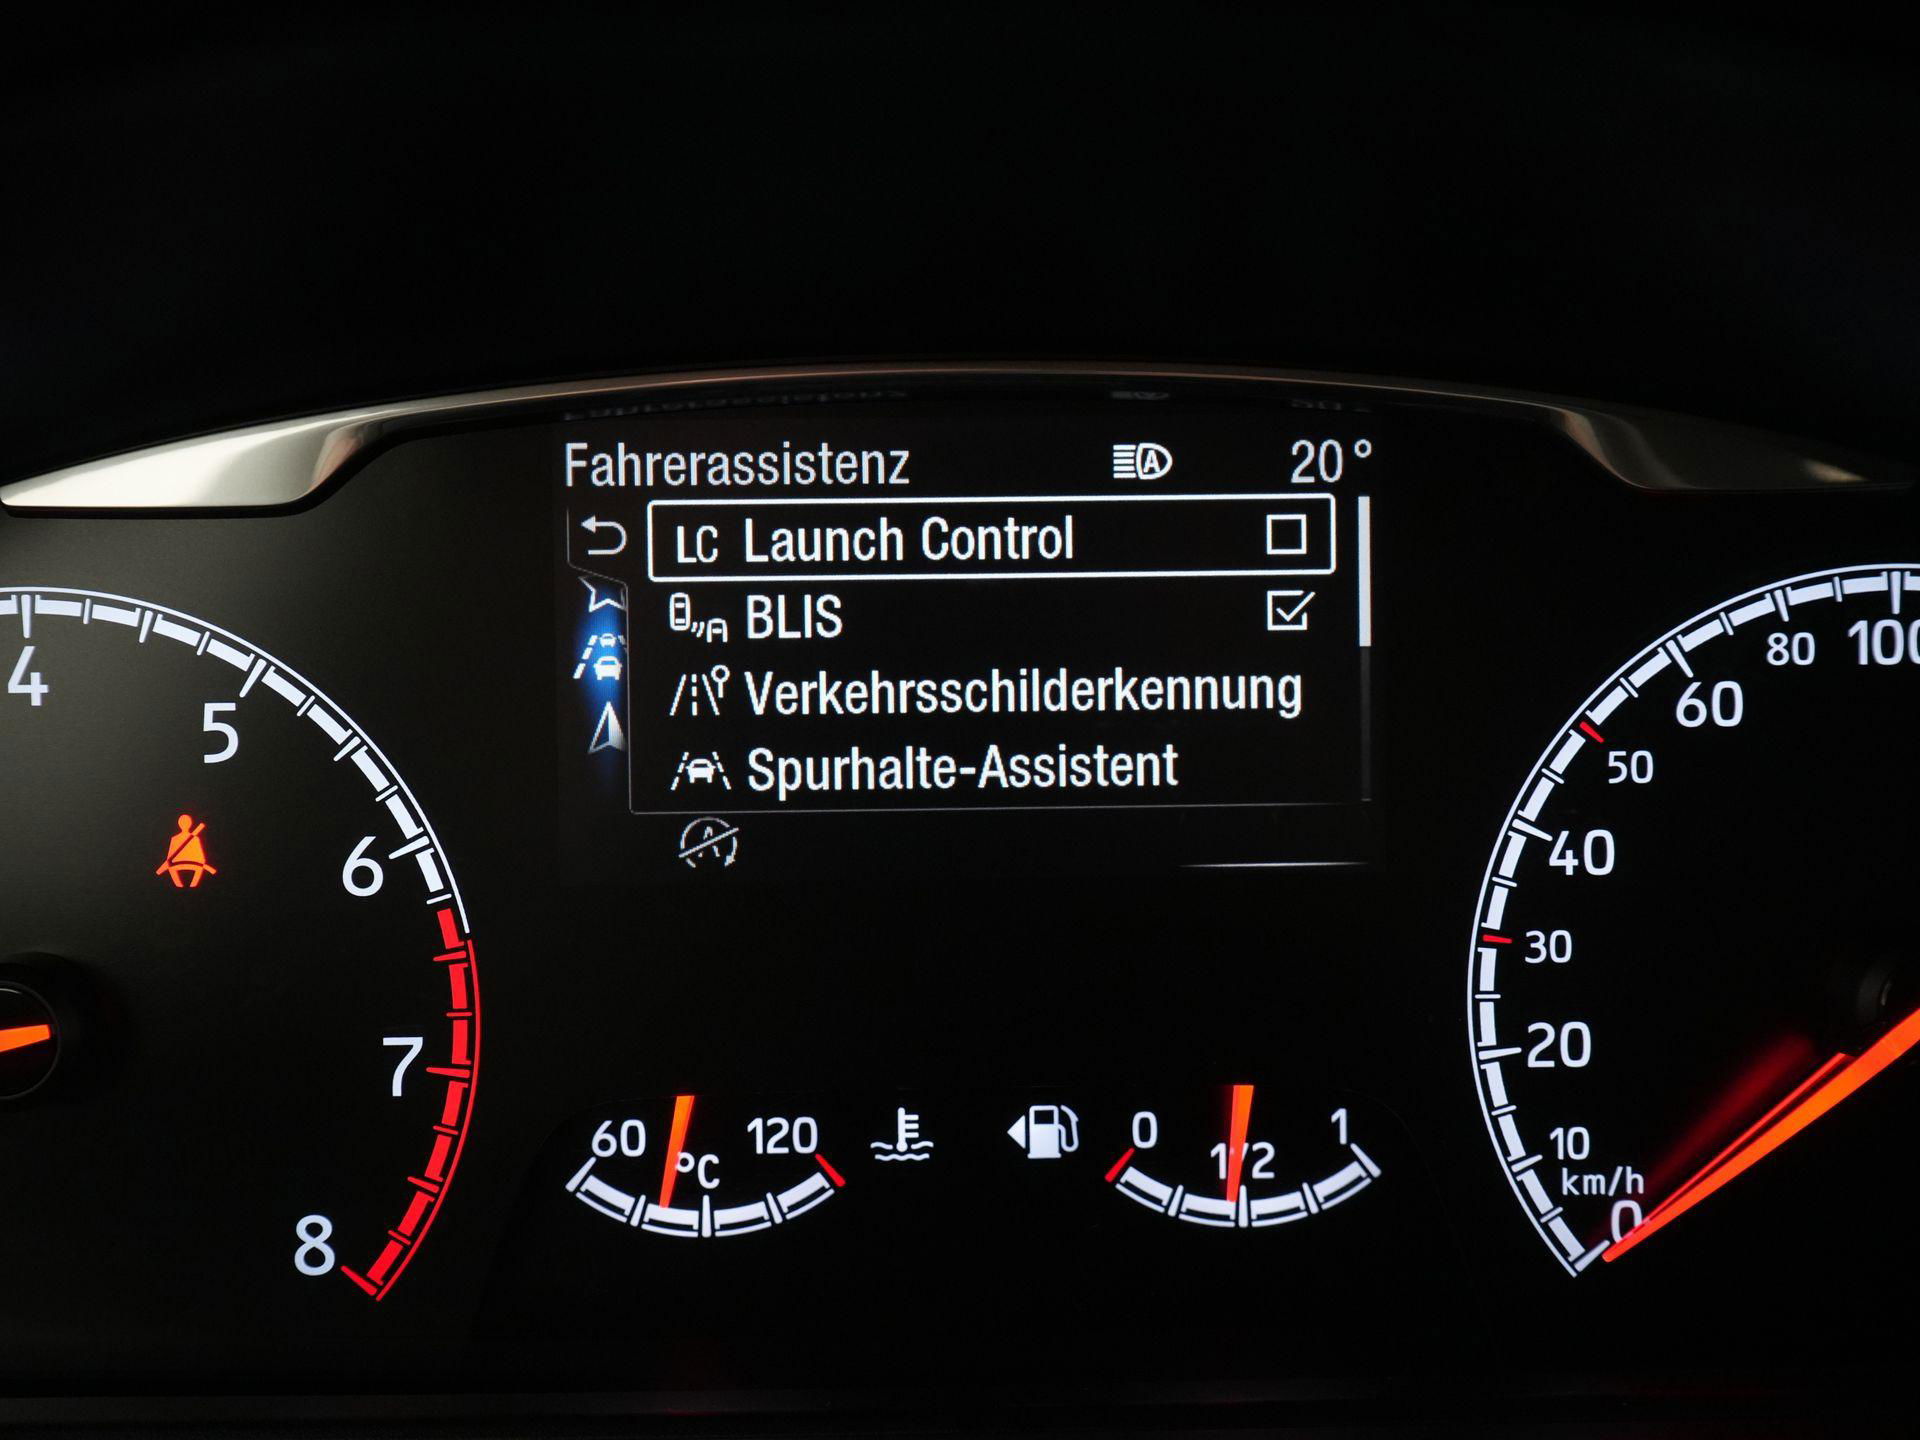 Fahrerassistenz 20°
LC Launch Control
BLIS
Verkehrsschilderkennung
Spurhalte-Assistent
4
5
6
7
8
60 °C 120
0 1/2 1
100
80
60
50
40
30
20
10
km/h
0